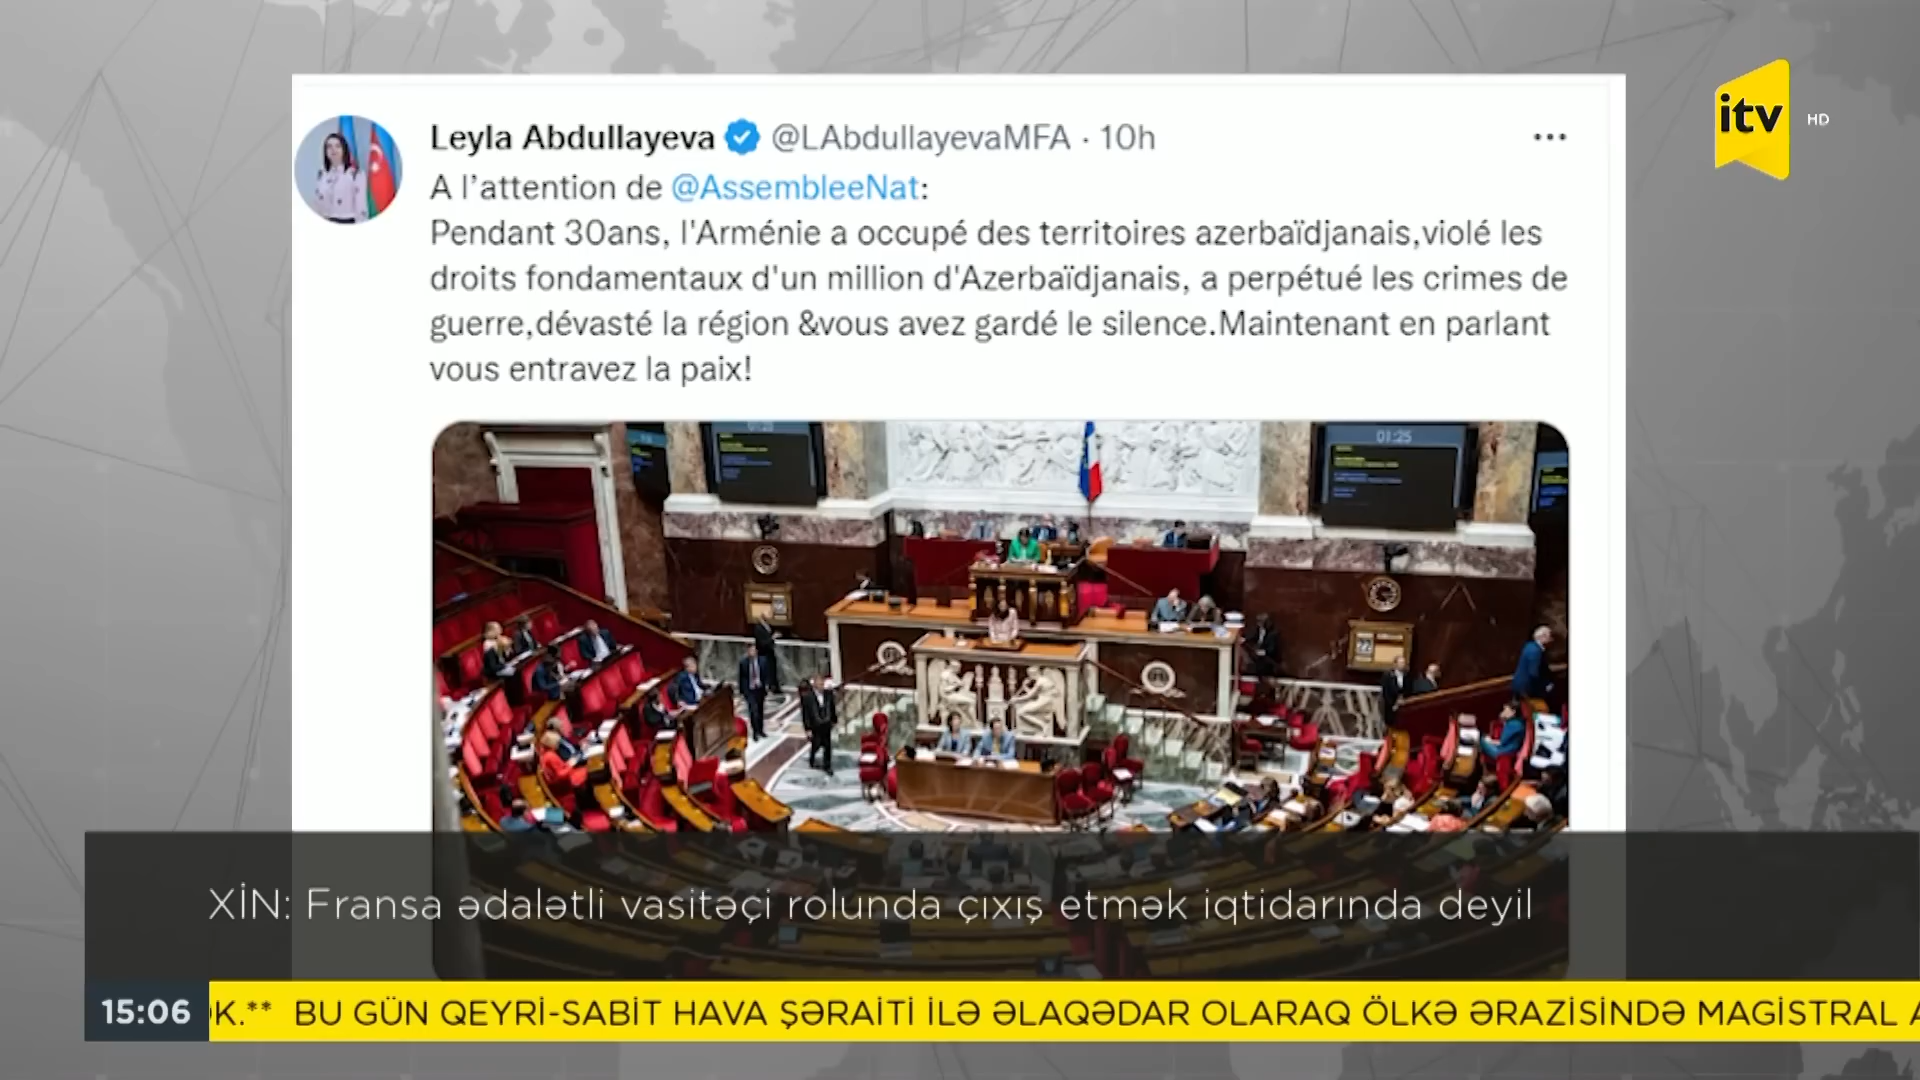 itv HD
Leyla Abdullayeva @LAbdullayevaMFA · 10h
A l'attention de @AssembleeNat:
Pendant 30ans, l'Arménie a occupé des territoires azerbaïdjanais,violé les
droits fondamentaux d'un million d'Azerbaïdjanais, a perpétué les crimes de
guerre,dévasté la région &vous avez gardé le silence.Maintenant en parlant
vous entravez la paix!
01:25
22
XİN: Fransa ədalətli vasitəçi rolunda çıxış etmək iqtidarında deyil
15:06
K.** BU GÜN QEYRİ-SABİT HAVA ŞƏRAİTİ İLƏ ƏLAQƏDAR OLARAQ ÖLKƏ ƏRAZİSİNDƏ MAGİSTRAL